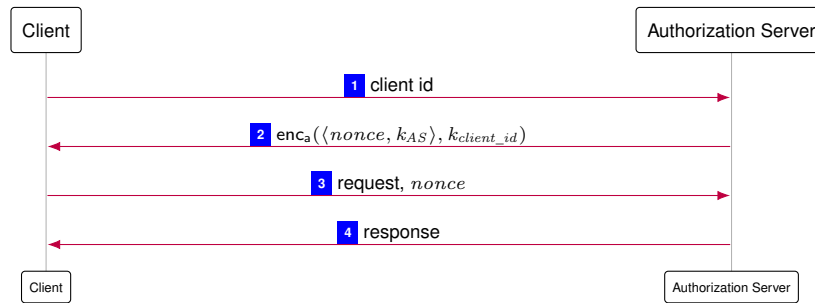 Client Authorization Server
1 client id
2 encₐ(⟨nonce, k_AS⟩, k_client_id)
3 request, nonce
4 response
Client Authorization Server